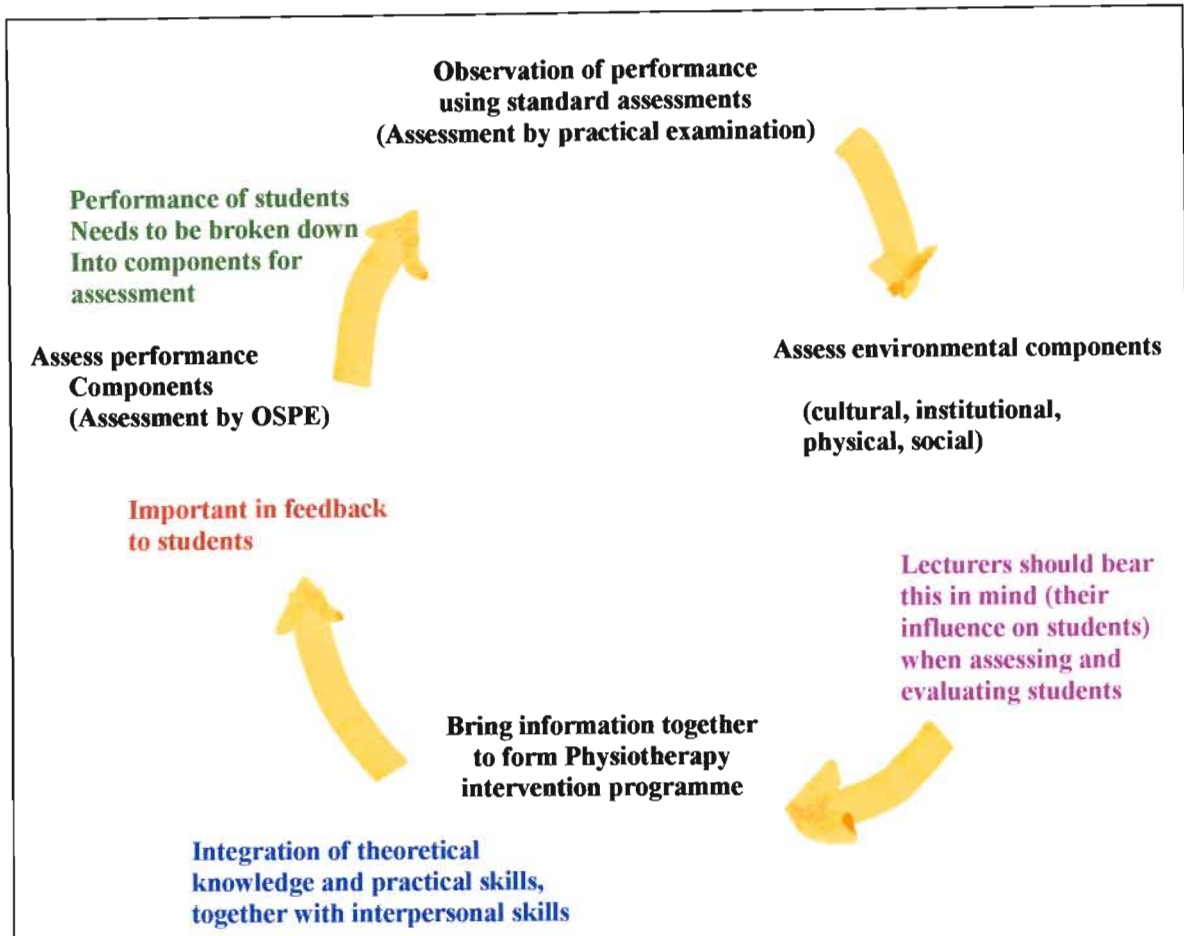 Observation of performance
using standard assessments
(Assessment by practical examination)
Performance of students
Needs to be broken down
Into components for
assessment
Assess performance
Components
(Assessment by OSPE)
Assess environmental components
(cultural, institutional,
physical, social)
Important in feedback
to students
Lecturers should bear
this in mind (their
influence on students)
when assessing and
evaluating students
Bring information together
to form Physiotherapy
intervention programme
Integration of theoretical
knowledge and practical skills,
together with interpersonal skills